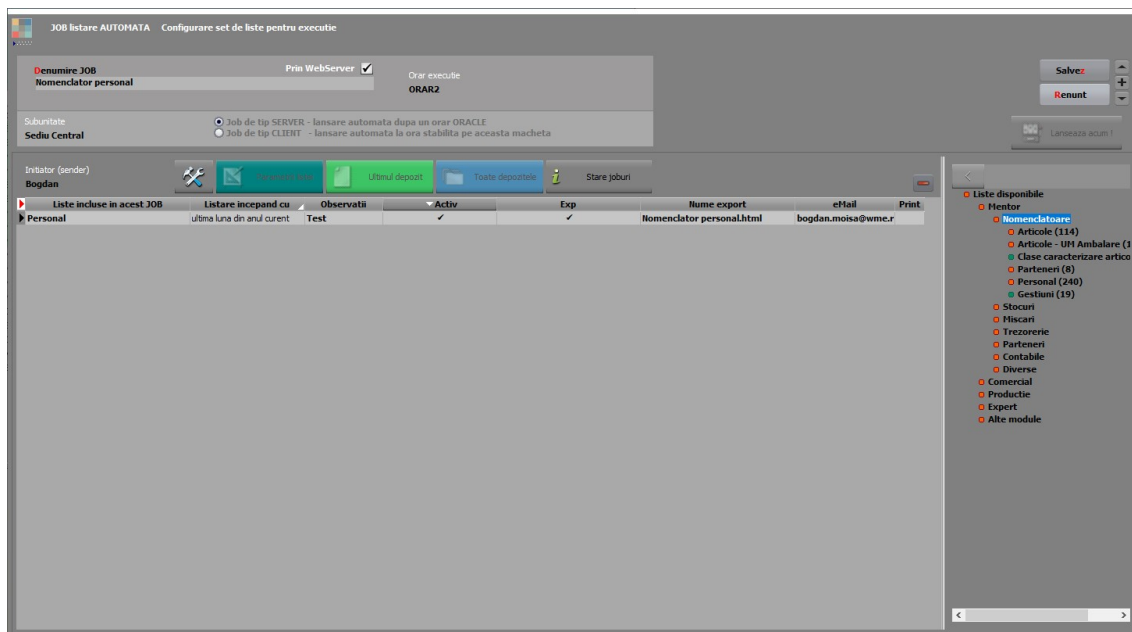 JOB listare AUTOMATA Configurare set de liste pentru executie
Denumire JOB Prin WebServer Orar executie
Nomenclator personal ORAR2
Salvez
Renunt
Subunitate
Sediu Central
Job de tip SERVER - lansare automata dupa un orar ORACLE
Job de tip CLIENT - lansare automata la ora stabilita pe aceasta macheta
Lanseaza acum !
Initiator (sender)
Bogdan
Ultimul depozit Toate depozitele Stare joburi
Liste incluse in acest JOB Listare incepand cu Observatii Activ Exp Nume export eMail Print
Personal ultima luna din anul curent Test ✓ ✓ Nomenclator personal.html bogdan.moisa@wme.r
Liste disponibile
Mentor
Nomenclatoare
Articole (114)
Articole - UM Ambalare (1
Clase caracterizare artico
Parteneri (8)
Personal (240)
Gestiuni (19)
Stocuri
Miscari
Trezorerie
Parteneri
Contabile
Diverse
Comercial
Productie
Expert
Alte module